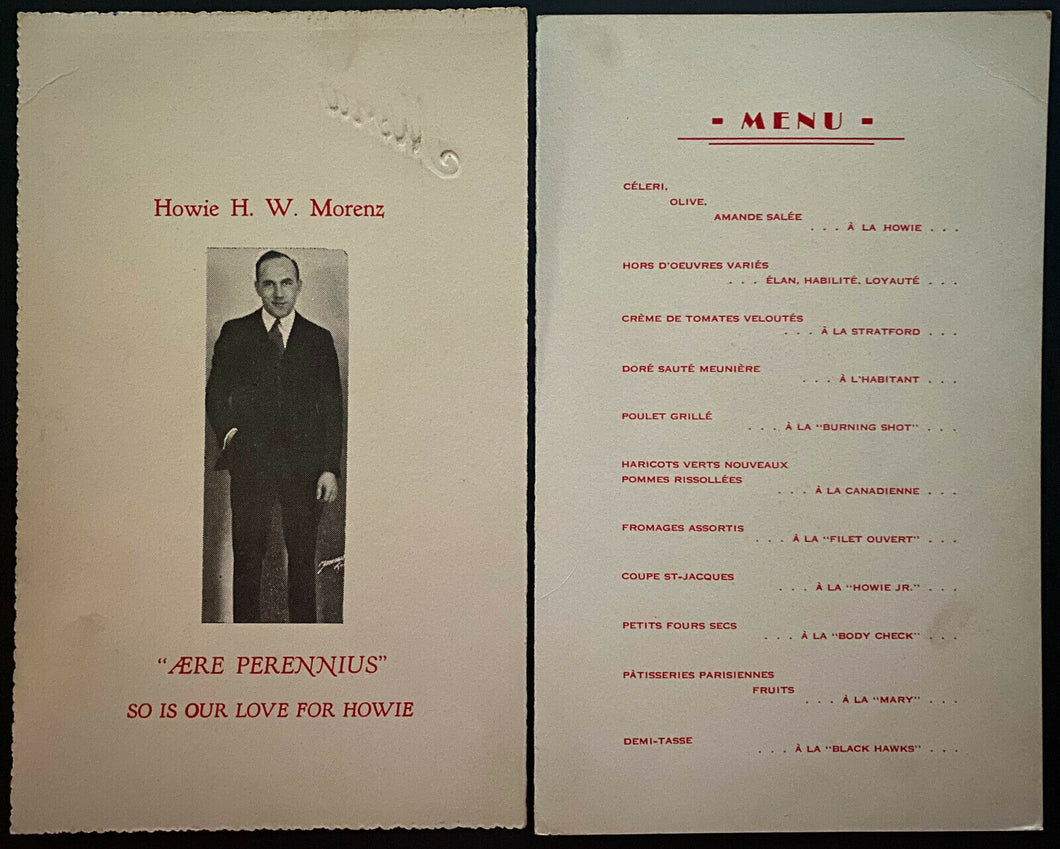 Howie H. W. Morenz
"ÆRE PERENNIUS"
SO IS OUR LOVE FOR HOWIE
- MENU -
CÉLERI,
OLIVE,
AMANDE SALÉE
. . . À LA HOWIE . . .
HORS D'OEUVRES VARIÉS
. . . ÉLAN, HABILITÉ, LOYAUTÉ . . .
CRÈME DE TOMATES VELOUTÉS
. . . À LA STRATFORD . . .
DORÉ SAUTÉ MEUNIÈRE
. . . À L'HABITANT . . .
POULET GRILLÉ
. . . À LA "BURNING SHOT" . . .
HARICOTS VERTS NOUVEAUX
POMMES RISSOLLÉES
. . . À LA CANADIENNE . . .
FROMAGES ASSORTIS
. . . À LA "FILET OUVERT" . . .
COUPE ST-JACQUES
. . . À LA "HOWIE JR." . . .
PETITS FOURS SECS
. . . À LA "BODY CHECK" . . .
PÂTISSERIES PARISIENNES
FRUITS
. . . À LA "MARY" . . .
DEMI-TASSE
. . . À LA "BLACK HAWKS" . . .